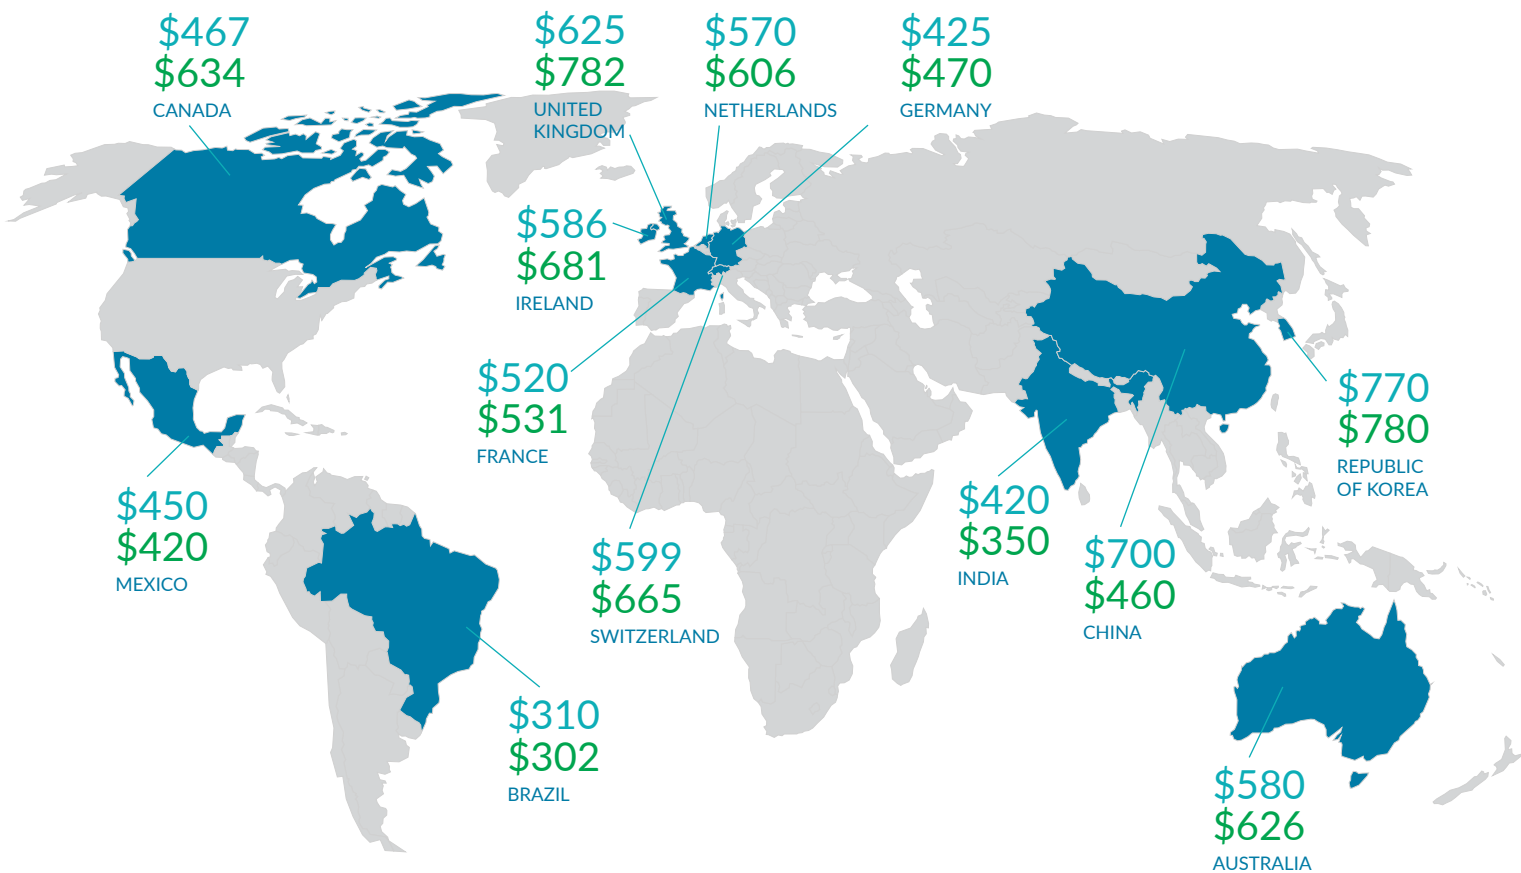 $467
$634
CANADA
$625
$782
UNITED
KINGDOM
$570
$606
NETHERLANDS
$425
$470
GERMANY
$586
$681
IRELAND
$520
$531
FRANCE
$770
$780
REPUBLIC
OF KOREA
$450
$420
MEXICO
$599
$665
SWITZERLAND
$420
$350
INDIA
$700
$460
CHINA
$310
$302
BRAZIL
$580
$626
AUSTRALIA